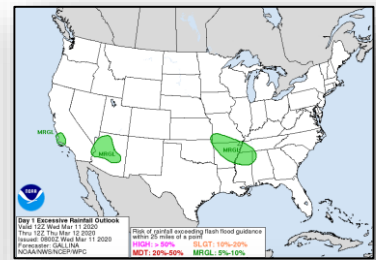 MRGL
MRGL
MRGL
NOAA
Day 1 Excessive Rainfall Outlook
Valid 12Z Wed Mar 11 2020
Thru 12Z Thu Mar 12 2020
Issued: 0800Z Wed Mar 11 2020
Forecaster: GALLINA
NOAA/NWS/NCEP/WPC
Risk of rainfall exceeding flash flood guidance
within 25 miles of a point
HIGH: > 50% SLGT: 10%-20%
MDT: 20%-50% MRGL: 5%-10%